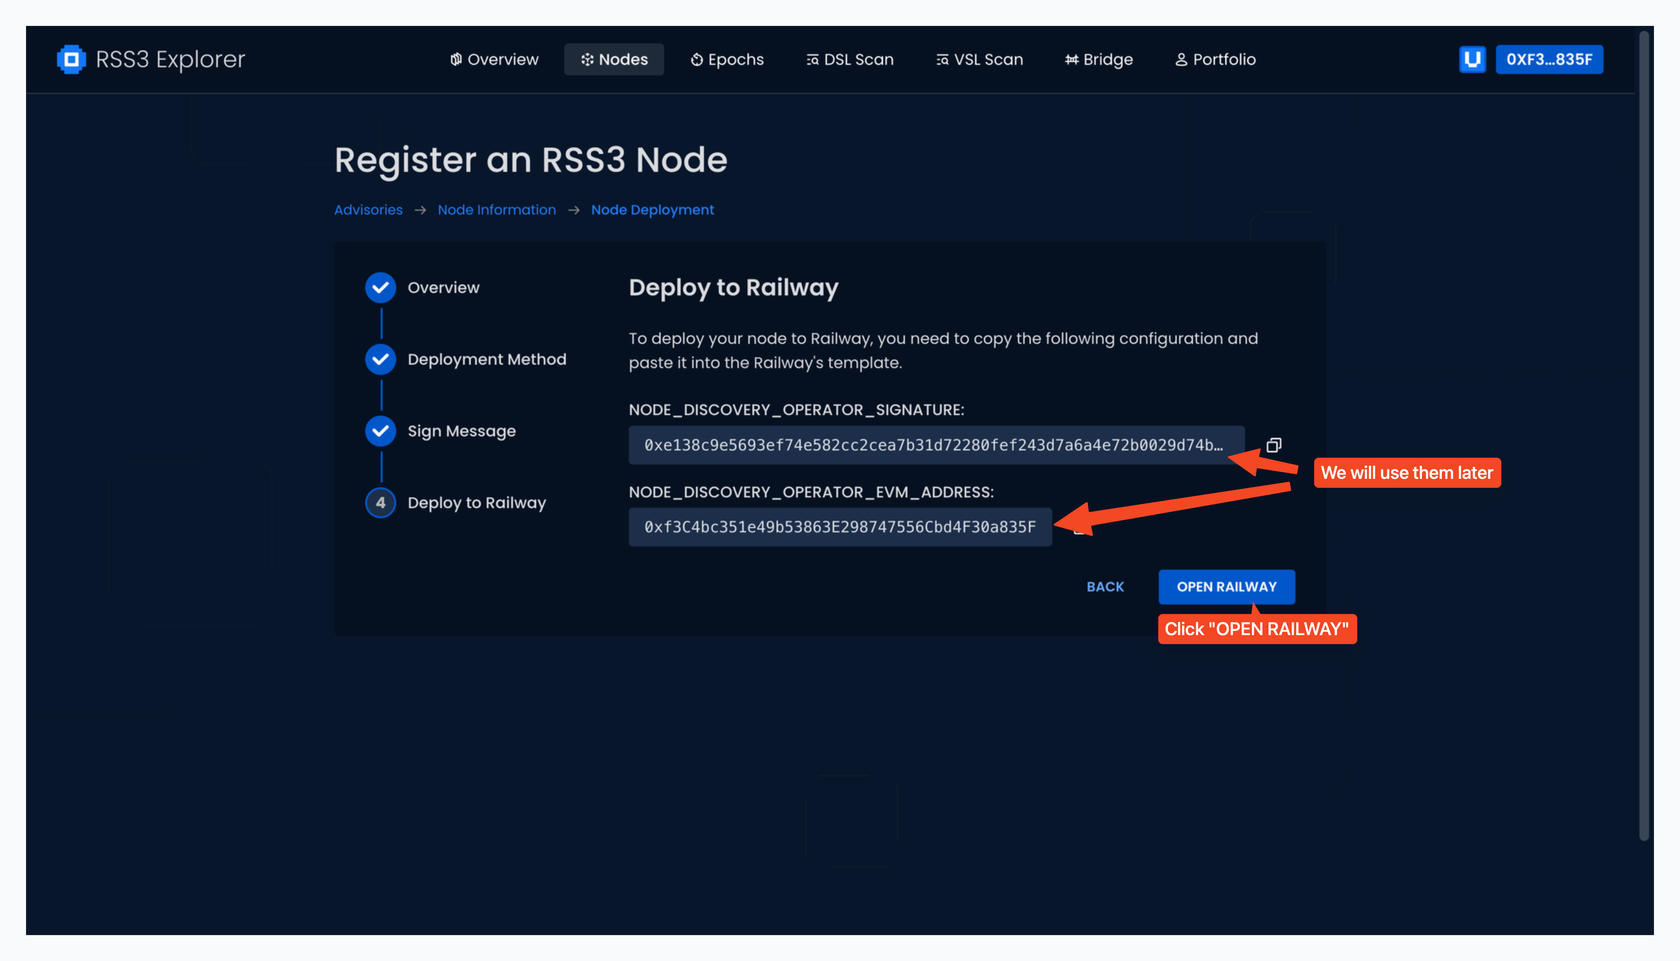 RSS3 Explorer
Overview
Nodes
Epochs
DSL Scan
VSL Scan
Bridge
Portfolio
0XF3...835F
Register an RSS3 Node
Advisories → Node Information → Node Deployment
Overview
Deployment Method
Sign Message
4 Deploy to Railway
Deploy to Railway
To deploy your node to Railway, you need to copy the following configuration and
paste it into the Railway's template.
NODE_DISCOVERY_OPERATOR_SIGNATURE:
0xe138c9e5693ef74e582cc2cea7b31d72280fef243d7a6a4e72b0029d74b…
We will use them later
NODE_DISCOVERY_OPERATOR_EVM_ADDRESS:
0xf3C4bc351e49b53863E298747556Cbd4F30a835F
BACK
OPEN RAILWAY
Click "OPEN RAILWAY"